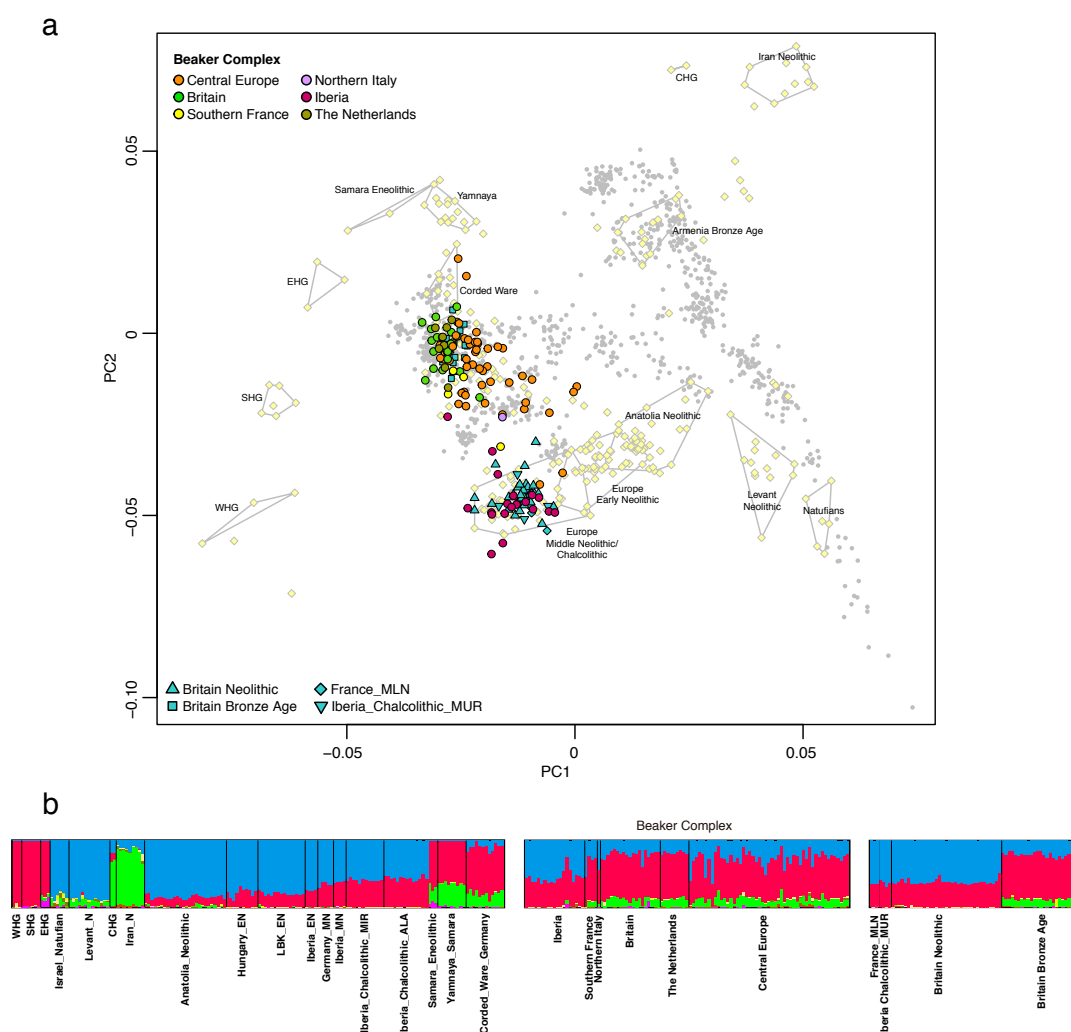 a
Beaker Complex
Central Europe
Northern Italy
Britain
Iberia
Southern France
The Netherlands
CHG
Iran Neolithic
Samara Eneolithic
Yamnaya
Armenia Bronze Age
EHG
Corded Ware
SHG
Anatolia Neolithic
WHG
Europe
Early Neolithic
Levant
Neolithic
Natufians
Europe
Middle Neolithic/
Chalcolithic
Britain Neolithic
France_MLN
Britain Bronze Age
Iberia_Chalcolithic_MUR
PC2
0.05
0
−0.05
−0.10
−0.05
0
0.05
PC1
b
Beaker Complex
WHG
SHG
EHG
Israel_Natufian
Levant_N
CHG
Iran_N
Anatolia_Neolithic
Hungary_EN
LBK_EN
Iberia_EN
Germany_MN
Iberia_MN
Iberia_Chalcolithic_MIR
beria_Chalcolithic_ALA
Samara_Eneolithic
Yamnaya_Samara
Corded_Ware_Germany
Iberia
Southern France
Northern Italy
Britain
The Netherlands
Central Europe
France_MLN
beria Chalcolithic_MUR
Britain Neolithic
Britain Bronze Age